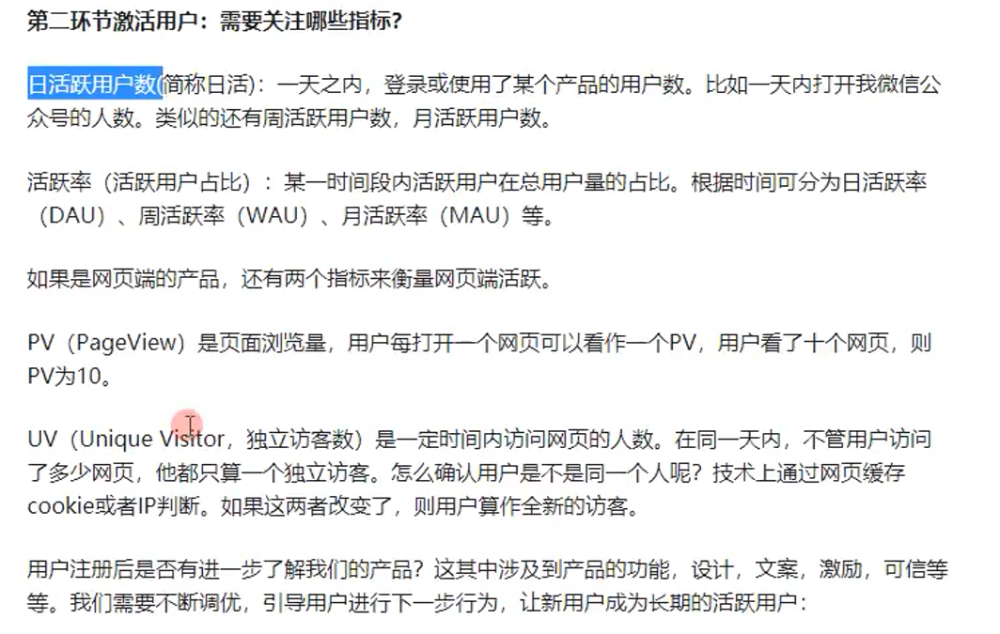 第二环节激活用户：需要关注哪些指标?
日活跃用户数(简称日活)：一天之内，登录或使用了某个产品的用户数。比如一天内打开我微信公
众号的人数。类似的还有周活跃用户数，月活跃用户数。
活跃率（活跃用户占比）：某一时间段内活跃用户在总用户量的占比。根据时间可分为日活跃率
（DAU）、周活跃率（WAU）、月活跃率（MAU）等。
如果是网页端的产品，还有两个指标来衡量网页端活跃。
PV（PageView）是页面浏览量，用户每打开一个网页可以看作一个PV，用户看了十个网页，则
PV为10。
UV（Unique Visitor，独立访客数）是一定时间内访问网页的人数。在同一天内，不管用户访问
了多少网页，他都只算一个独立访客。怎么确认用户是不是同一个人呢？技术上通过网页缓存
cookie或者IP判断。如果这两者改变了，则用户算作全新的访客。
用户注册后是否有进一步了解我们的产品？这其中涉及到产品的功能，设计，文案，激励，可信等
等。我们需要不断调优，引导用户进行下一步行为，让新用户成为长期的活跃用户：